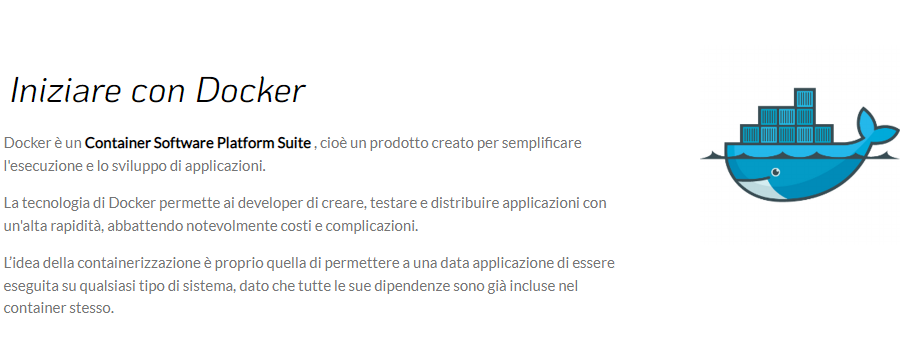 Iniziare con Docker
Docker è un Container Software Platform Suite , cioè un prodotto creato per semplificare
l'esecuzione e lo sviluppo di applicazioni.
La tecnologia di Docker permette ai developer di creare, testare e distribuire applicazioni con
un'alta rapidità, abbattendo notevolmente costi e complicazioni.
L'idea della containerizzazione è proprio quella di permettere a una data applicazione di essere
eseguita su qualsiasi tipo di sistema, dato che tutte le sue dipendenze sono già incluse nel
container stesso.